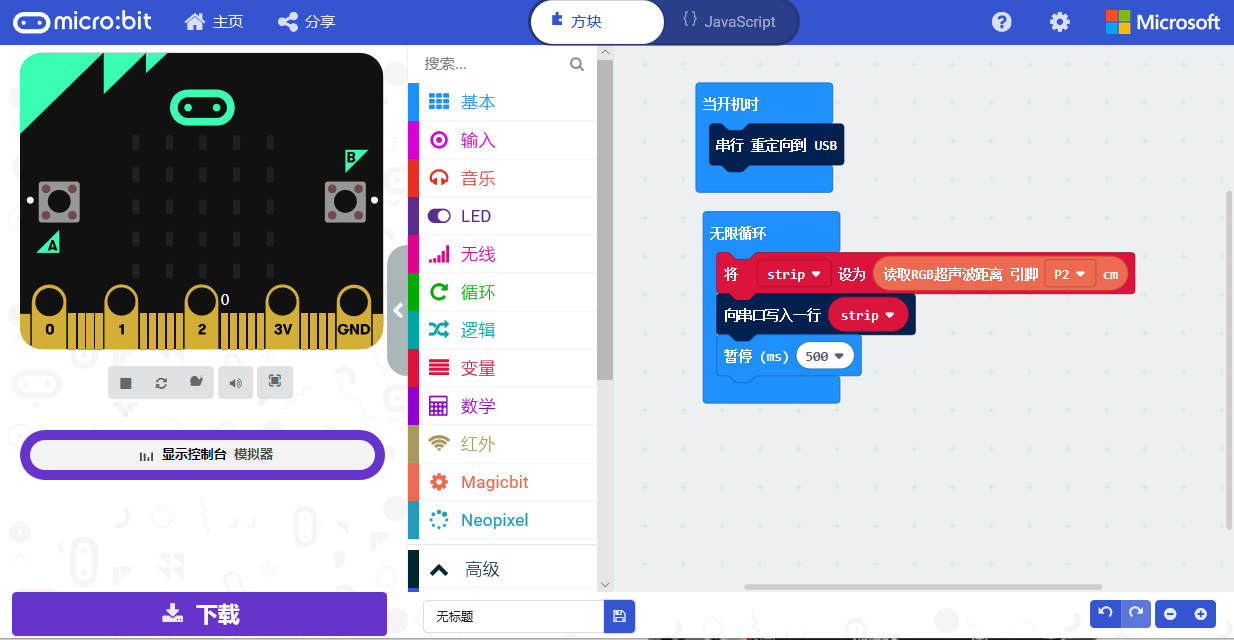 micro:bit 主页 分享 方块 {} JavaScript ? Microsoft
B
A
0
0 1 2 3V GND
显示控制台 模拟器
下载
搜索...
基本
输入
音乐
LED
无线
循环
逻辑
变量
数学
红外
Magicbit
Neopixel
高级
无标题
当开机时
串行 重定向到 USB
无限循环
将 strip 设为 读取RGB超声波距离 引脚 P2 cm
向串口写入一行 strip
暂停 (ms) 500